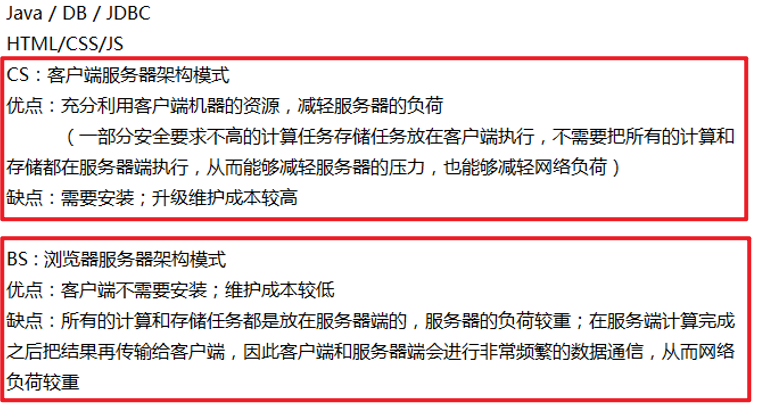 Java / DB / JDBC
HTML/CSS/JS
CS：客户端服务器架构模式
优点：充分利用客户端机器的资源，减轻服务器的负荷
（一部分安全要求不高的计算任务存储任务放在客户端执行，不需要把所有的计算和
存储都在服务器端执行，从而能够减轻服务器的压力，也能够减轻网络负荷）
缺点：需要安装；升级维护成本较高
BS：浏览器服务器架构模式
优点：客户端不需要安装；维护成本较低
缺点：所有的计算和存储任务都是放在服务器端的，服务器的负荷较重；在服务端计算完成
之后把结果再传输给客户端，因此客户端和服务器端会进行非常频繁的数据通信，从而网络
负荷较重